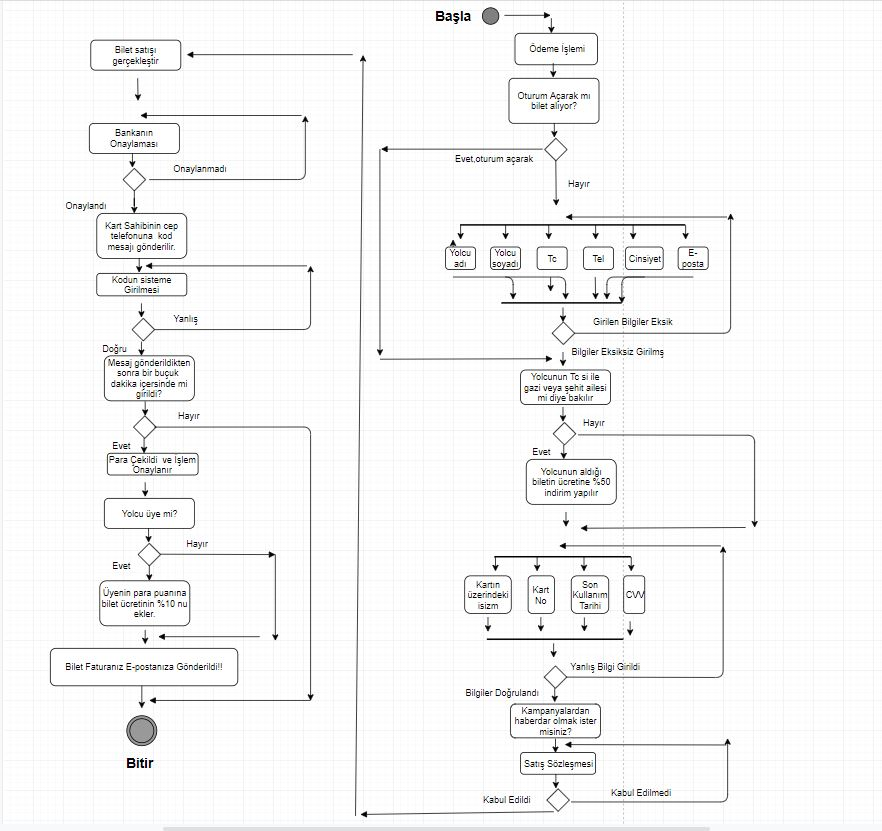 Başla
Ödeme İşlemi
Oturum Açarak mı
bilet alıyor?
Evet,oturum açarak
Hayır
Yolcu
adı
Yolcu
soyadı
Tc
Tel
Cinsiyet
E-
posta
Girilen Bilgiler Eksik
Bilgiler Eksiksiz Girilmş
Yolcunun Tc si ile
gazi veya şehit ailesi
mi diye bakılır
Hayır
Evet
Yolcunun aldığı
biletin ücretine %50
indirim yapılır
Kartın
üzerindeki
isizm
Kart
No
Son
Kullanım
Tarihi
CVV
Yanlış Bilgi Girildi
Bilgiler Doğrulandı
Kampanyalardan
haberdar olmak ister
misiniz?
Satış Sözleşmesi
Kabul Edildi
Kabul Edilmedi
Bilet satışı
gerçekleştir
Bankanın
Onaylaması
Onaylanmadı
Onaylandı
Kart Sahibinin cep
telefonuna kod
mesajı gönderilir.
Kodun sisteme
Girilmesi
Yanlış
Doğru
Mesaj gönderildikten
sonra bir buçuk
dakika içersinde mi
girildi?
Hayır
Evet
Para Çekildi ve İşlem
Onaylanır
Yolcu üye mi?
Hayır
Evet
Üyenin para puanına
bilet ücretinin %10 nu
ekler.
Bilet Faturanız E-postanıza Gönderildi!!
Bitir